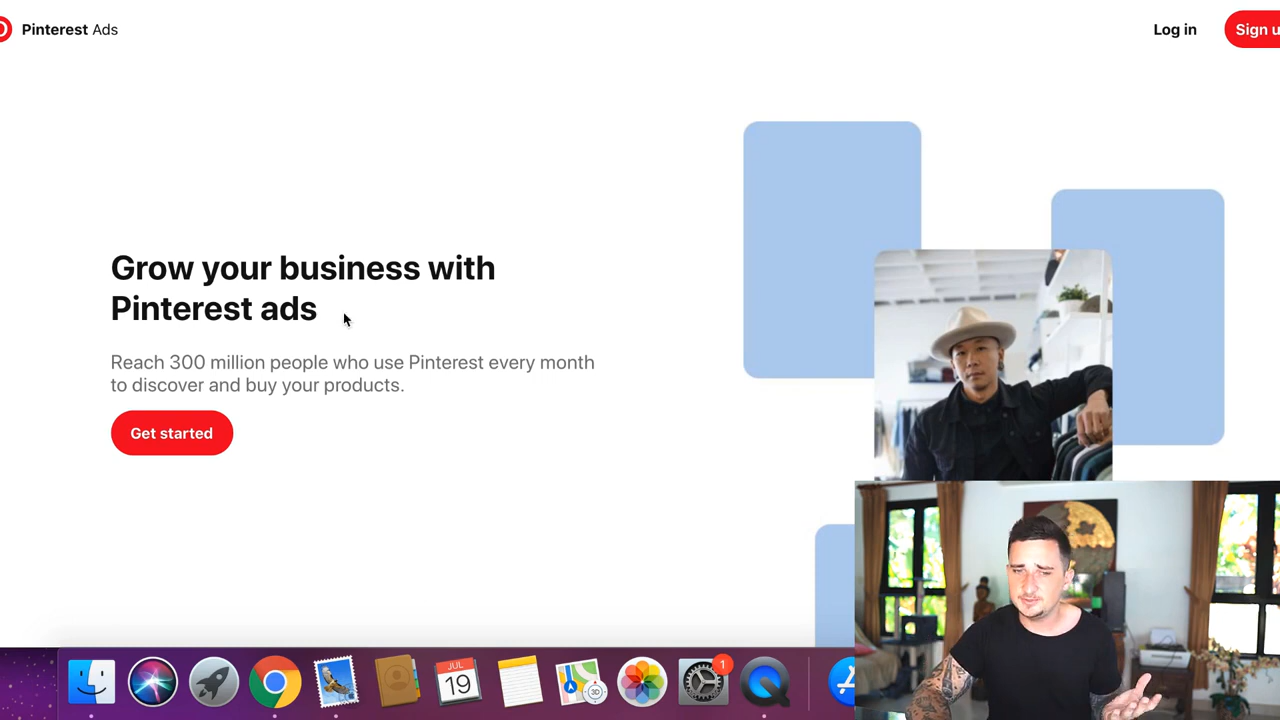 Pinterest Ads
Log in
Sign u
Grow your business with
Pinterest ads
Reach 300 million people who use Pinterest every month
to discover and buy your products.
Get started
JUL
19
3D
1